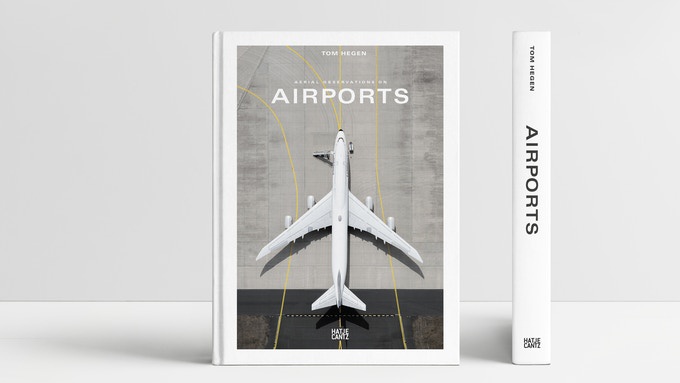 TOM HEGEN
AERIAL OBSERVATIONS ON
AIRPORTS
HATJE
CANTZ
TOM HEGEN
AIRPORTS
HATJE
CANTZ